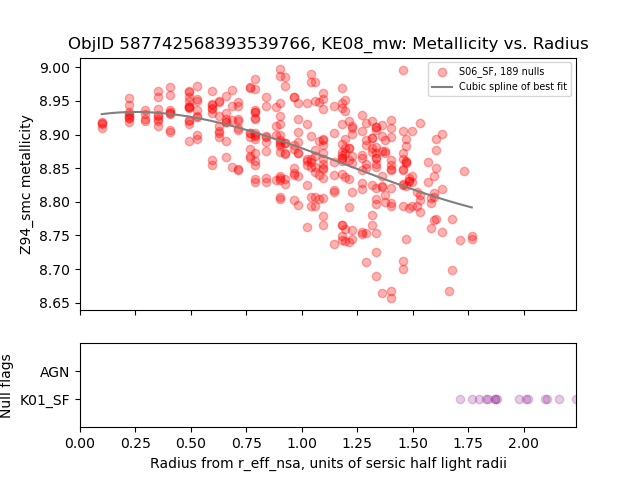 ObjID 587742568393539766, KE08_mw: Metallicity vs. Radius
9.00
8.95
8.90
8.85
8.80
8.75
8.70
8.65
Z94_smc metallicity
S06_SF, 189 nulls
Cubic spline of best fit
AGN
K01_SF
Null flags
0.00 0.25 0.50 0.75 1.00 1.25 1.50 1.75 2.00
Radius from r_eff_nsa, units of sersic half light radii